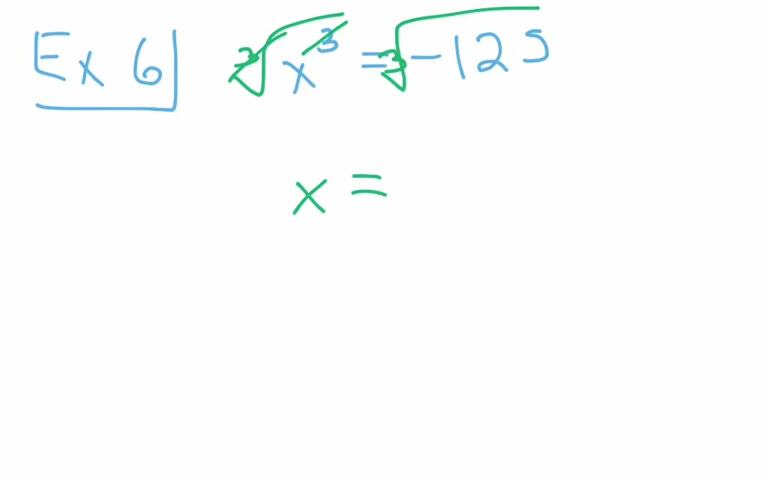 Ex 6 ∛x³ = ∛-125
x =